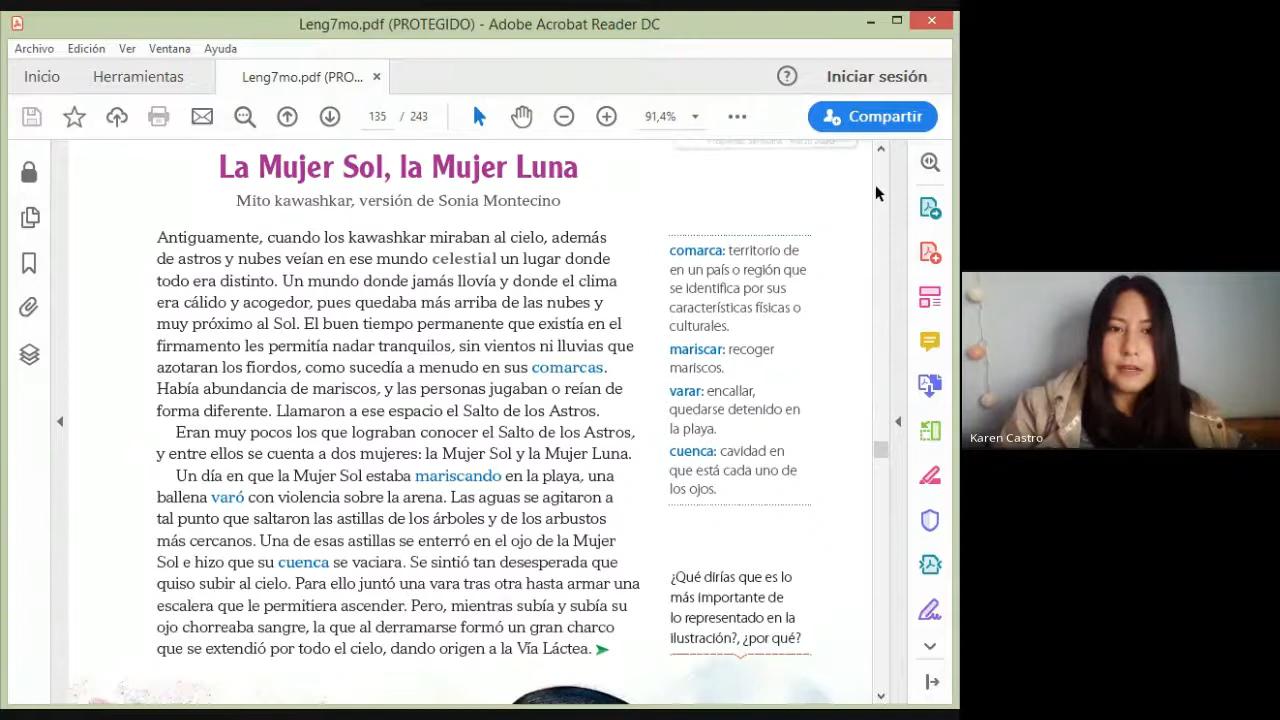 Leng7mo.pdf (PROTEGIDO) - Adobe Acrobat Reader DC
Archivo Edición Ver Ventana Ayuda
Inicio Herramientas Leng7mo.pdf (PRO... × ? Iniciar sesión
135 / 243 91,4% Compartir
La Mujer Sol, la Mujer Luna
Mito kawashkar, versión de Sonia Montecino
Antiguamente, cuando los kawashkar miraban al cielo, además
de astros y nubes veían en ese mundo celestial un lugar donde
todo era distinto. Un mundo donde jamás llovía y donde el clima
era cálido y acogedor, pues quedaba más arriba de las nubes y
muy próximo al Sol. El buen tiempo permanente que existía en el
firmamento les permitía nadar tranquilos, sin vientos ni lluvias que
azotaran los fiordos, como sucedía a menudo en sus comarcas.
Había abundancia de mariscos, y las personas jugaban o reían de
forma diferente. Llamaron a ese espacio el Salto de los Astros.
Eran muy pocos los que lograban conocer el Salto de los Astros,
y entre ellos se cuenta a dos mujeres: la Mujer Sol y la Mujer Luna.
Un día en que la Mujer Sol estaba mariscando en la playa, una
ballena varó con violencia sobre la arena. Las aguas se agitaron a
tal punto que saltaron las astillas de los árboles y de los arbustos
más cercanos. Una de esas astillas se enterró en el ojo de la Mujer
Sol e hizo que su cuenca se vaciara. Se sintió tan desesperada que
quiso subir al cielo. Para ello juntó una vara tras otra hasta armar una
escalera que le permitiera ascender. Pero, mientras subía y subía su
ojo chorreaba sangre, la que al derramarse formó un gran charco
que se extendió por todo el cielo, dando origen a la Vía Láctea.
comarca: territorio de
en un país o región que
se identifica por sus
características físicas o
culturales.
mariscar: recoger
mariscos.
varar: encallar,
quedarse detenido en
la playa.
cuenca: cavidad en
que está cada uno de
los ojos.
¿Qué dirías que es lo
más importante de
lo representado en la
ilustración?, ¿por qué?
Karen Castro